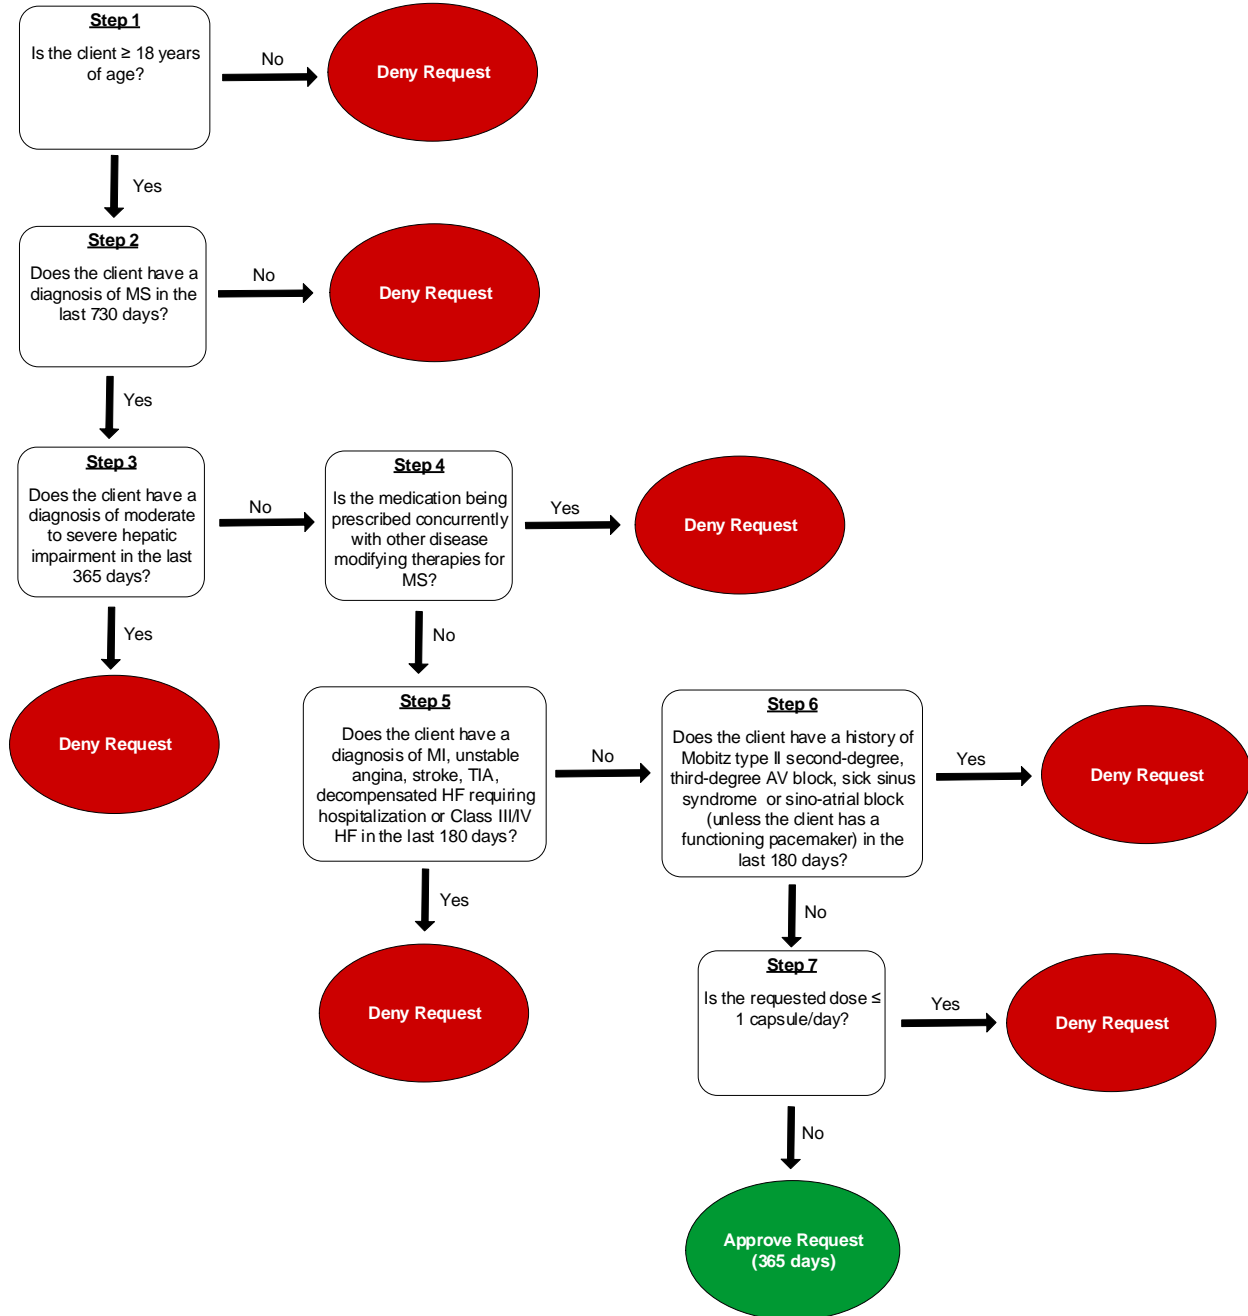 Step 1
Is the client ≥ 18 years
of age?
No
Deny Request
Yes
Step 2
Does the client have a
diagnosis of MS in the
last 730 days?
No
Deny Request
Yes
Step 3
Does the client have a
diagnosis of moderate
to severe hepatic
impairment in the last
365 days?
No
Step 4
Is the medication being
prescribed concurrently
with other disease
modifying therapies for
MS?
Yes
Deny Request
Yes
Deny Request
No
Step 5
Does the client have a
diagnosis of MI, unstable
angina, stroke, TIA,
decompensated HF requiring
hospitalization or Class III/IV
HF in the last 180 days?
No
Step 6
Does the client have a history of
Mobitz type II second-degree,
third-degree AV block, sick sinus
syndrome or sino-atrial block
(unless the client has a
functioning pacemaker) in the
last 180 days?
Yes
Deny Request
Yes
Deny Request
No
Step 7
Is the requested dose ≤
1 capsule/day?
Yes
Deny Request
No
Approve Request
(365 days)